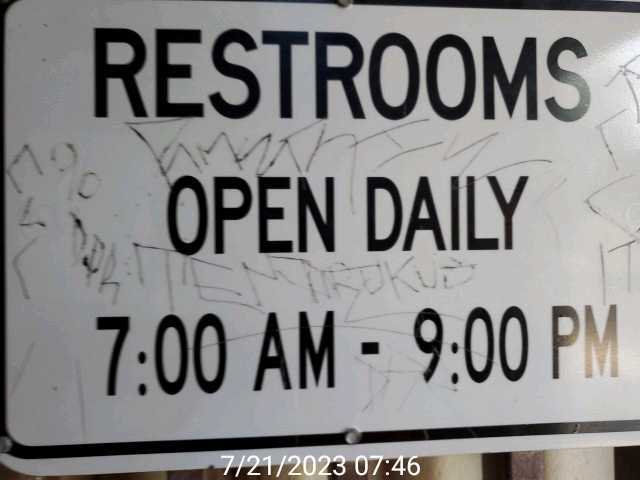 RESTROOMS
OPEN DAILY
7:00 AM - 9:00 PM
7/21/2023 07:46